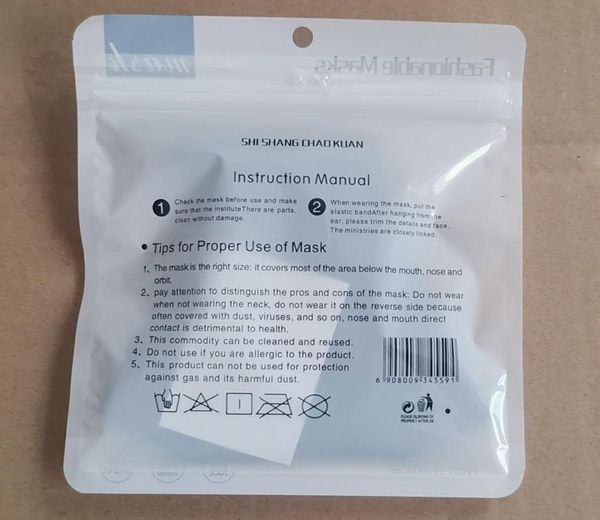 mask
Fashionable Masks
SHI SHANG CHAO KUAN
Instruction Manual
1 Check the mask before use and make
sure that the instituteThere are parts,
clean without damage.
2 When wearing the mask, put the
elastic bandAfter hanging from the
ear, please trim the details and face.
The ministries are closely linked.
• Tips for Proper Use of Mask
1、The mask is the right size: it covers most of the area below the mouth, nose and
orbit.
2、pay attention to distinguish the pros and cons of the mask: Do not wear
when not wearing the neck, do not wear it on the reverse side because
often covered with dust, viruses, and so on, nose and mouth direct
contact is detrimental to health.
3、This commodity can be cleaned and reused.
4、Do not use if you are allergic to the product.
5、This product can not be used for protection
against gas and its harmful dust.
6 908009 345591
PLEASE DISPONG OF
PROPERLY AFTER.DE